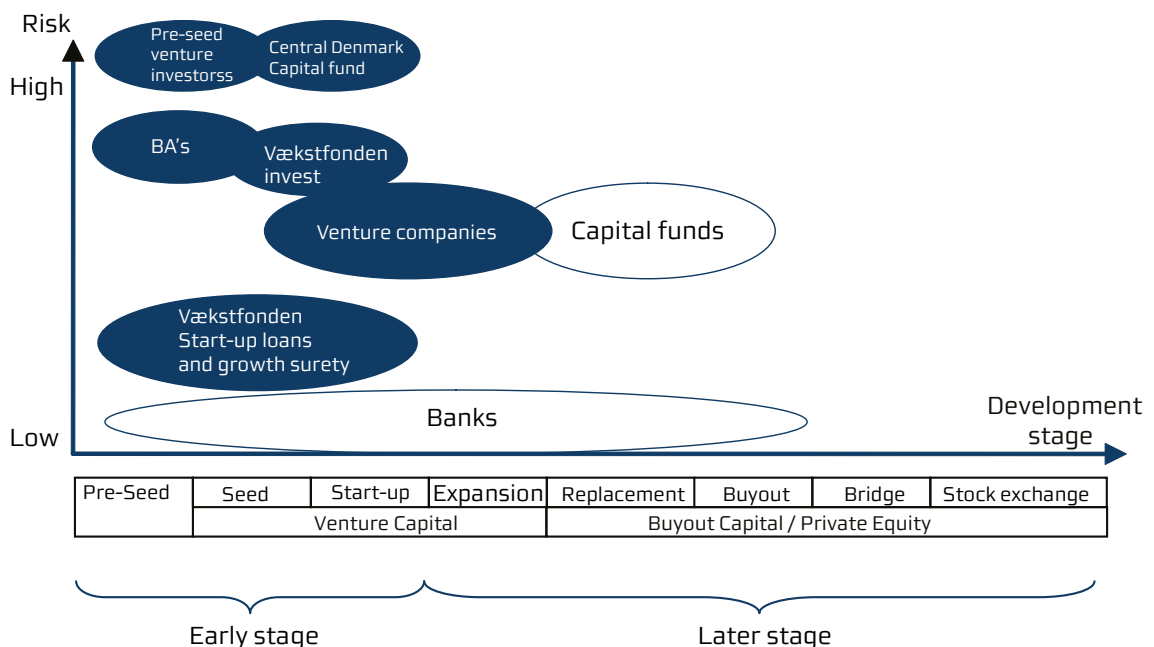 Risk
High
Pre-seed
venture
investorss
Central Denmark
Capital fund
BA's
Vækstfonden
invest
Venture companies
Capital funds
Vækstfonden
Start-up loans
and growth surety
Banks
Low
Development
stage
Pre-Seed
Seed
Start-up
Expansion
Replacement
Buyout
Bridge
Stock exchange
Venture Capital
Buyout Capital / Private Equity
Early stage
Later stage